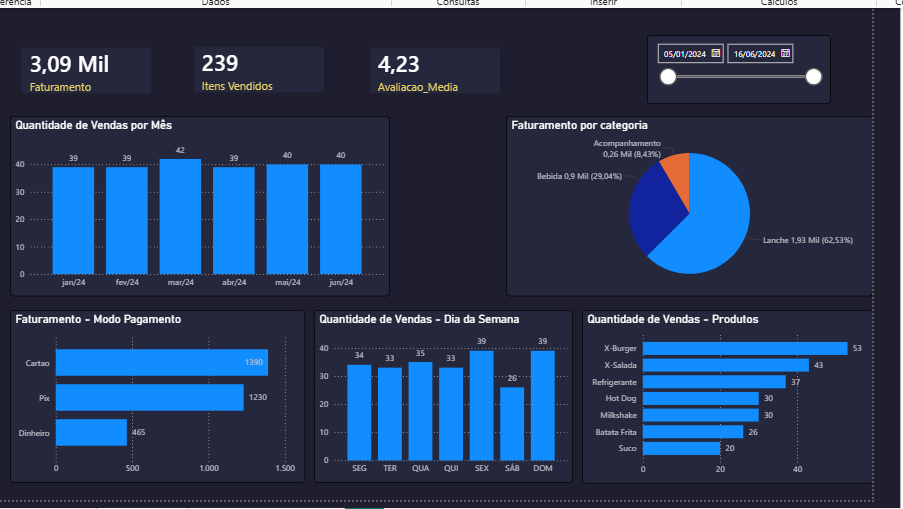 Dados
Consultas
Inserir
Cálculos
3,09 Mil
Faturamento
239
Itens Vendidos
4,23
Avaliacao_Media
05/01/2024
16/06/2024
Quantidade de Vendas por Mês
40
30
20
10
0
39
39
42
39
40
40
jan/24
fev/24
mar/24
abr/24
mai/24
jun/24
Faturamento por categoria
Acompanhamento
0,26 Mil (8,43%)
Bebida 0,9 Mil (29,04%)
Lanche 1,93 Mil (62,53%)
Faturamento - Modo Pagamento
Cartao
1390
Pix
1230
Dinheiro
465
0
500
1.000
1.500
Quantidade de Vendas - Dia da Semana
40
30
20
10
0
34
33
35
33
39
26
39
SEG
TER
QUA
QUI
SEX
SÁB
DOM
Quantidade de Vendas - Produtos
X-Burger
53
X-Salada
43
Refrigerante
37
Hot Dog
30
Milkshake
30
Batata Frita
26
Suco
20
0
20
40